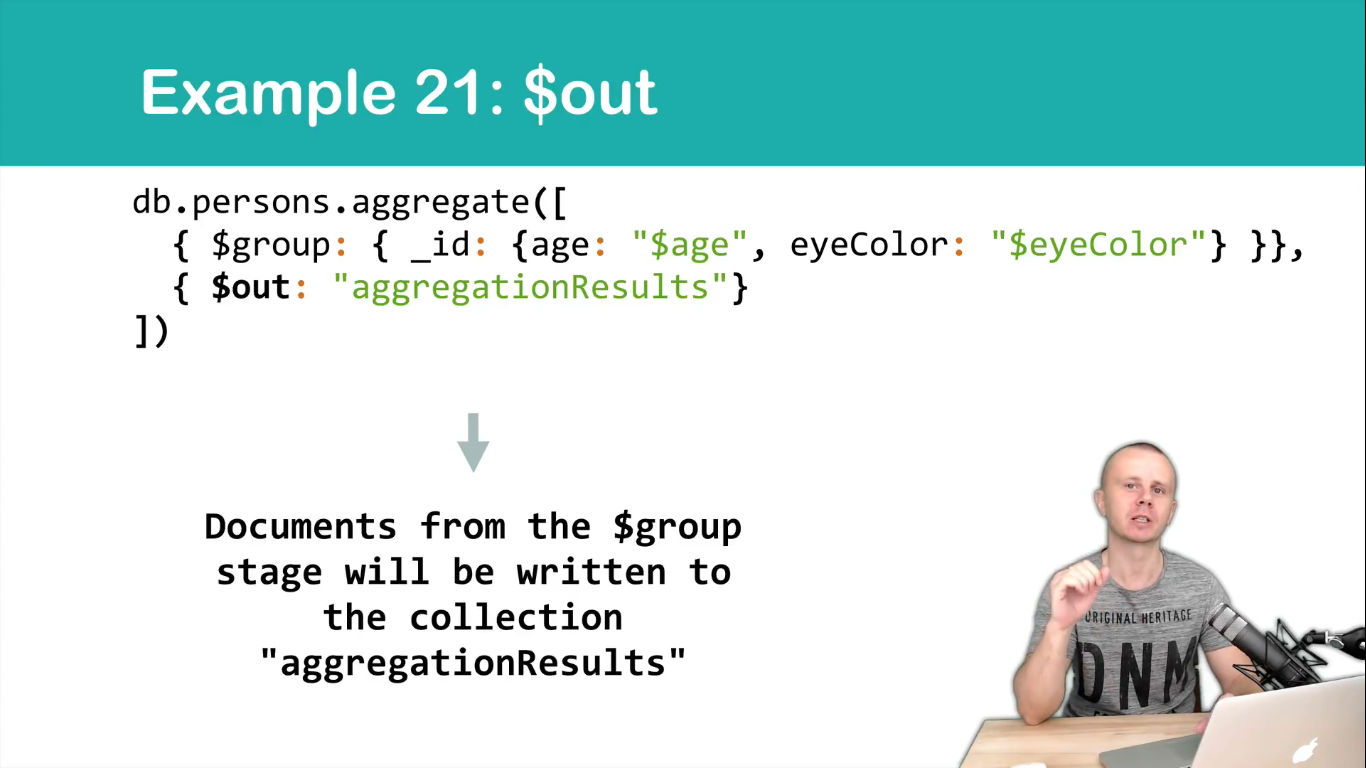 Example 21: $out
db.persons.aggregate([
{ $group: { _id: {age: "$age", eyeColor: "$eyeColor"} }},
{ $out: "aggregationResults"}
])
Documents from the $group
stage will be written to
the collection
"aggregationResults"
ORIGINAL HERITAGE
DNM